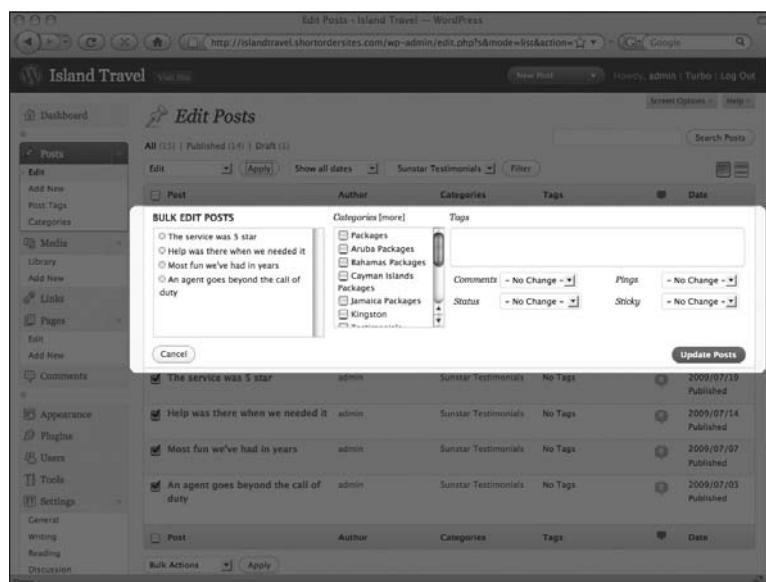 Edit Posts - Island Travel — WordPress
http://islandtravel.shortordersites.com/wp-admin/edit.php?s&mode=list&action=
Google
Island Travel
Visit Site
New Post
Howdy, admin | Turbo | Log Out
Screen Options
Help
Dashboard
Edit Posts
Posts
All (15) | Published (14) | Draft (1)
Search Posts
Edit
Edit
Apply
Show all dates
Sunstar Testimonials
Filter
Add New
Post Tags
Categories
Post
Author
Categories
Tags
Date
BULK EDIT POSTS
Categories [more]
Tags
The service was 5 star
Help was there when we needed it
Most fun we've had in years
An agent goes beyond the call of
duty
Packages
Aruba Packages
Bahamas Packages
Cayman Islands
Packages
Jamaica Packages
Kingston
Comments
- No Change -
Pings
- No Change -
Status
- No Change -
Sticky
- No Change -
Cancel
Update Posts
Media
Library
Add New
Links
Pages
Edit
Add New
Comments
Appearance
Plugins
Users
Tools
Settings
General
Writing
Reading
Discussion
The service was 5 star
admin
Sunstar Testimonials
No Tags
0
2009/07/19
Published
Help was there when we needed it
admin
Sunstar Testimonials
No Tags
0
2009/07/14
Published
Most fun we've had in years
admin
Sunstar Testimonials
No Tags
0
2009/07/07
Published
An agent goes beyond the call of
duty
admin
Sunstar Testimonials
No Tags
0
2009/07/03
Published
Post
Author
Categories
Tags
Date
Bulk Actions
Apply